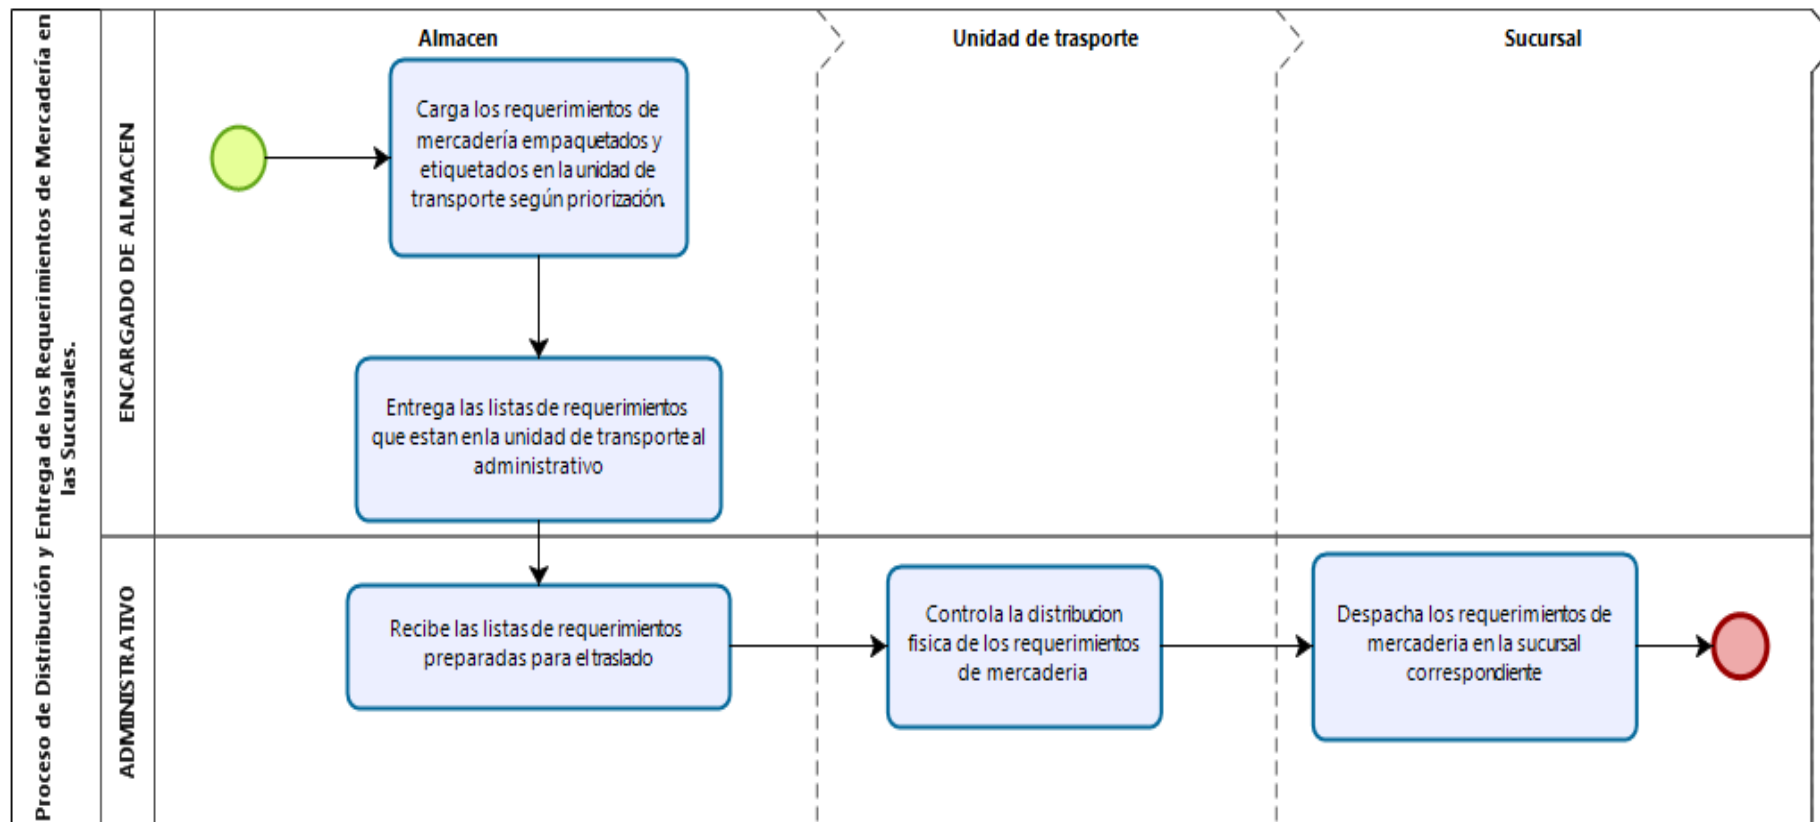 Proceso de Distribución y Entrega de los Requerimientos de Mercadería en
las Sucursales.
Almacen
Unidad de trasporte
Sucursal
ENCARGADO DE ALMACEN
Carga los requerimientos de
mercadería empaquetados y
etiquetados en la unidad de
transporte según priorización.
Entrega las listas de requerimientos
que estan en la unidad de transporte al
administrativo
ADMINISTRATIVO
Recibe las listas de requerimientos
preparadas para el traslado
Controla la distribucion
fisica de los requerimientos
de mercaderia
Despacha los requerimientos de
mercaderia en la sucursal
correspondiente